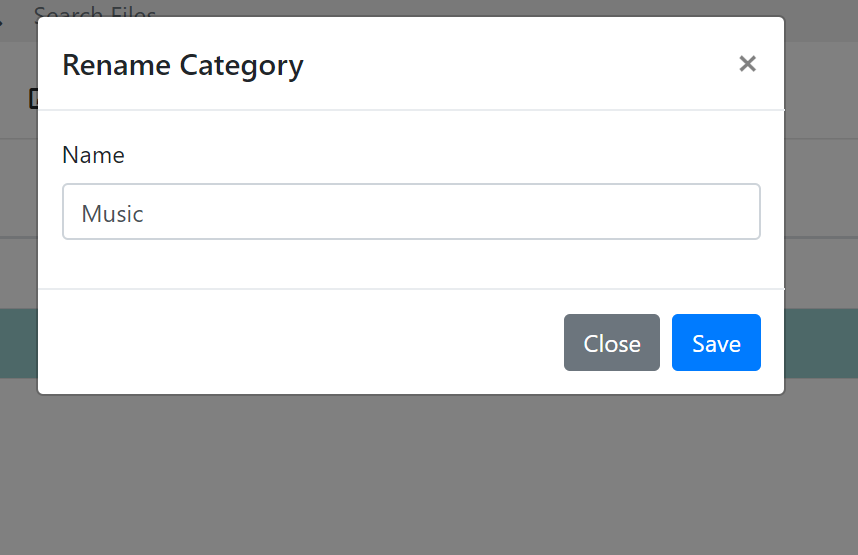 Search Files
Rename Category
×
Name
Music
Close Save